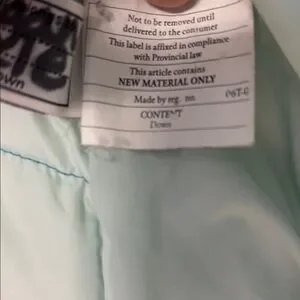 Not to be removed until
delivered to the consumer
This label is affixed in compliance
with Provincial law
This article contains
NEW MATERIAL ONLY
Made by reg. no.
CONTENT
Down
own